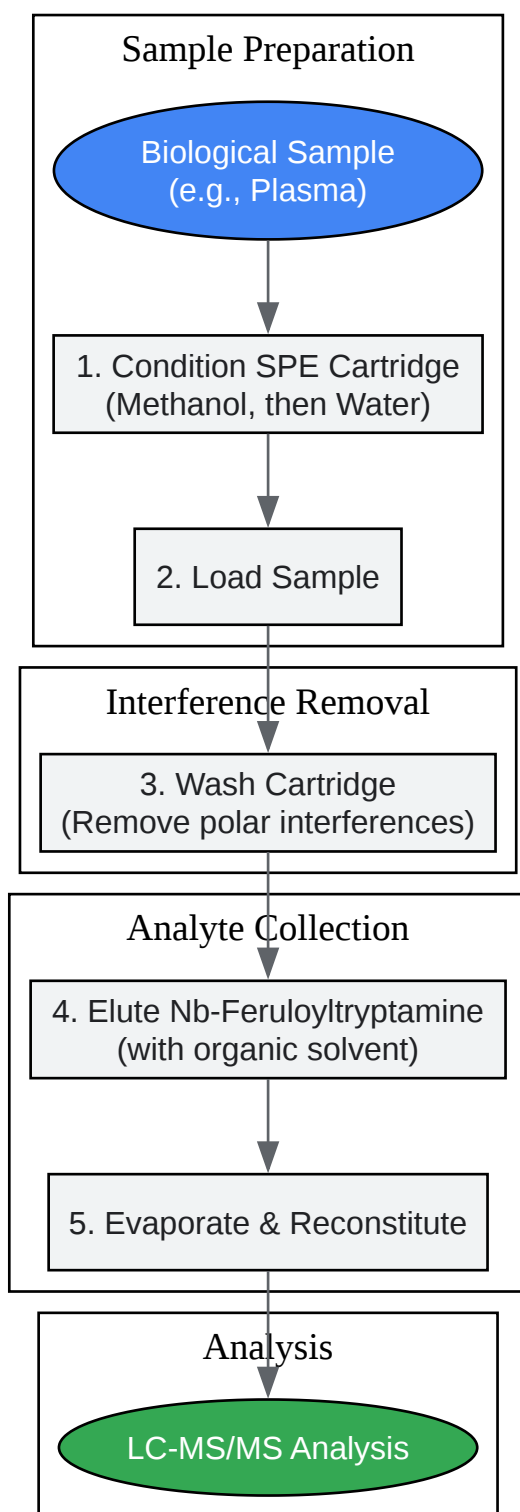 Sample Preparation
Biological Sample
(e.g., Plasma)
1. Condition SPE Cartridge
(Methanol, then Water)
2. Load Sample
Interference Removal
3. Wash Cartridge
(Remove polar interferences)
Analyte Collection
4. Elute Nb-Feruloyltryptamine
(with organic solvent)
5. Evaporate & Reconstitute
Analysis
LC-MS/MS Analysis